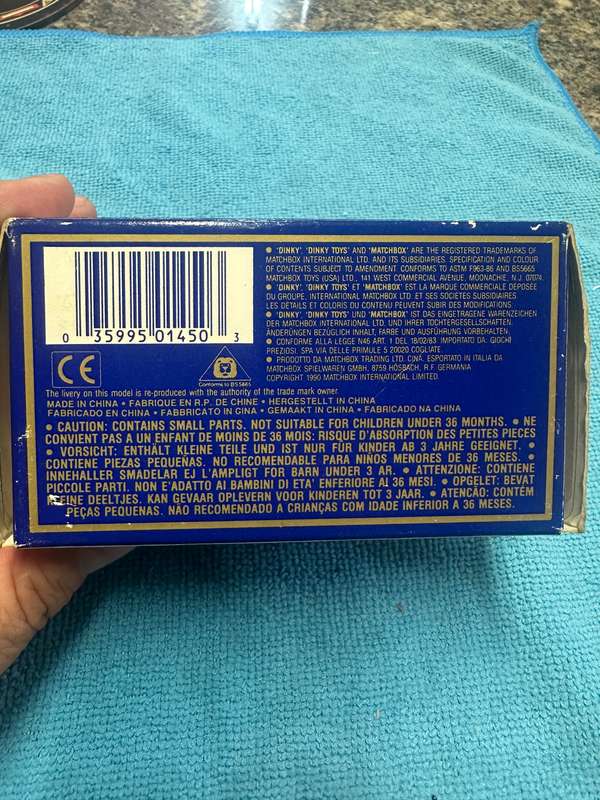 ● 'DINKY' 'DINKY TOYS' AND 'MATCHBOX' ARE THE REGISTERED TRADEMARKS OF
MATCHBOX INTERNATIONAL LTD. AND ITS SUBSIDIARIES. SPECIFICATION AND COLOUR
OF CONTENTS SUBJECT TO AMENDMENT. CONFORMS TO ASTM F963-86 AND BS5665
MATCHBOX TOYS (USA) LTD., 141 WEST COMMERCIAL AVENUE, MOONACHIE, N.J. 07074.
● 'DINKY', 'DINKY TOYS' ET 'MATCHBOX' EST LA MARQUE COMMERCIALE DEPOSEE
DU GROUPE, INTERNATIONAL MATCHBOX LTD. ET SES SOCIETES SUBSIDIAIRES
LES DETAILS ET COLORIS DU CONTENU PEUVENT SUBIR DES MODIFICATIONS.
● 'DINKY', 'DINKY TOYS' UND 'MATCHBOX' IST DAS EINGETRAGENE WARENZEICHEN
DER MATCHBOX INTERNATIONAL LTD. UND IHRER TOCHTERGESELLSCHAFTEN.
ÄNDERUNGEN BEZÜGLICH INHALT, FARBE UND AUSFÜHRUNG VORBEHALTEN.
● CONFORME ALLA LEGGE N46 ART. 1 DEL 18/02/83 IMPORTATO DA: GIOCHI
PREZIOSI. SPA VIA DELLE PRIMULE 5 20020 COGLIATE.
● PRODOTTO DA MATCHBOX TRADING LTD. CINA. ESPORTATO IN ITALIA DA
MATCHBOX SPIELWAREN GMBH, 8759 HÖSBACH, R.F. GERMANIA
COPYRIGHT 1990 MATCHBOX INTERNATIONAL LIMITED.
0 35995 01450 3
CE
Conforms to BS5665
The livery on this model is re-produced with the authority of the trade mark owner.
MADE IN CHINA • FABRIQUE EN R.P. DE CHINE • HERGESTELLT IN CHINA
FABRICADO EN CHINA • FABBRICATO IN CINA • GEMAAKT IN CHINA • FABRICADO NA CHINA
● CAUTION: CONTAINS SMALL PARTS. NOT SUITABLE FOR CHILDREN UNDER 36 MONTHS. ● NE
CONVIENT PAS A UN ENFANT DE MOINS DE 36 MOIS: RISQUE D'ABSORPTION DES PETITES PIECES
● VORSICHT: ENTHÄLT KLEINE TEILE UND IST NUR FÜR KINDER AB 3 JAHRE GEEIGNET. ●
CONTIENE PIEZAS PEQUENAS. NO RECOMENDABLE PARA NINOS MENORES DE 36 MESES. ●
INNEHALLER SMADELAR EJ LAMPLIGT FOR BARN UNDER 3 AR. ● ATTENZIONE: CONTIENE
PICCOLE PARTI. NON E'ADATTO AI BAMBINI DI ETA' ENFERIORE AI 36 MESI. ● OPGELET: BEVAT
KLEINE DEELTJES. KAN GEVAAR OPLEVERN VOOR KINDEREN TOT 3 JAAR. ● ATENCÃO: CONTÉM
PEÇAS PEQUENAS. NÃO RECOMENDADO A CRIANÇAS COM IDADE INFERIOR A 36 MESES.